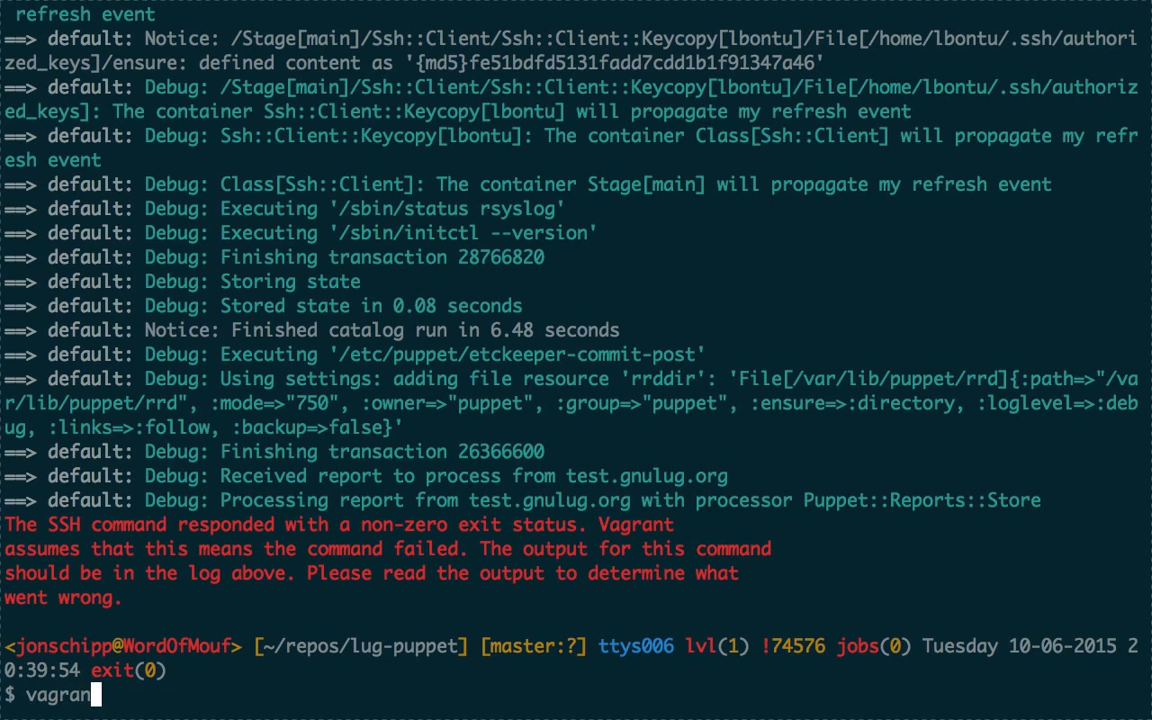 refresh event
==> default: Notice: /Stage[main]/Ssh::Client/Ssh::Client::Keycopy[lbontu]/File[/home/lbontu/.ssh/authori
zed_keys]/ensure: defined content as '{md5}fe51bdfd5131fadd7cdd1b1f91347a46'
==> default: Debug: /Stage[main]/Ssh::Client/Ssh::Client::Keycopy[lbontu]/File[/home/lbontu/.ssh/authoriz
ed_keys]: The container Ssh::Client::Keycopy[lbontu] will propagate my refresh event
==> default: Debug: Ssh::Client::Keycopy[lbontu]: The container Class[Ssh::Client] will propagate my refr
esh event
==> default: Debug: Class[Ssh::Client]: The container Stage[main] will propagate my refresh event
==> default: Debug: Executing '/sbin/status rsyslog'
==> default: Debug: Executing '/sbin/initctl --version'
==> default: Debug: Finishing transaction 28766820
==> default: Debug: Storing state
==> default: Debug: Stored state in 0.08 seconds
==> default: Notice: Finished catalog run in 6.48 seconds
==> default: Debug: Executing '/etc/puppet/etckeeper-commit-post'
==> default: Debug: Using settings: adding file resource 'rrddir': 'File[/var/lib/puppet/rrd]{:path=>"/va
r/lib/puppet/rrd", :mode=>"750", :owner=>"puppet", :group=>"puppet", :ensure=>:directory, :loglevel=>:deb
ug, :links=>:follow, :backup=>false}'
==> default: Debug: Finishing transaction 26366600
==> default: Debug: Received report to process from test.gnulug.org
==> default: Debug: Processing report from test.gnulug.org with processor Puppet::Reports::Store
The SSH command responded with a non-zero exit status. Vagrant
assumes that this means the command failed. The output for this command
should be in the log above. Please read the output to determine what
went wrong.
<jonschipp@WordOfMouf> [~/repos/lug-puppet] [master:?] ttys006 lvl(1) !74576 jobs(0) Tuesday 10-06-2015 2
0:39:54 exit(0)
$ vagran